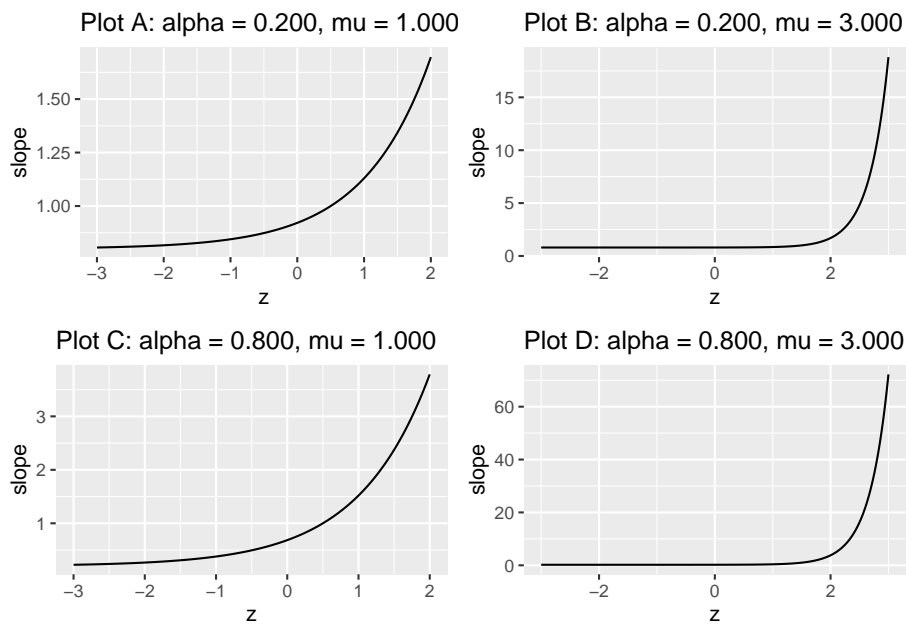 Plot A: alpha = 0.200, mu = 1.000
1.50
1.25
1.00
slope
−3 −2 −1 0 1 2
z
Plot B: alpha = 0.200, mu = 3.000
15
10
5
0
slope
−2 0 2
z
Plot C: alpha = 0.800, mu = 1.000
3
2
1
slope
−3 −2 −1 0 1 2
z
Plot D: alpha = 0.800, mu = 3.000
60
40
20
0
slope
−2 0 2
z